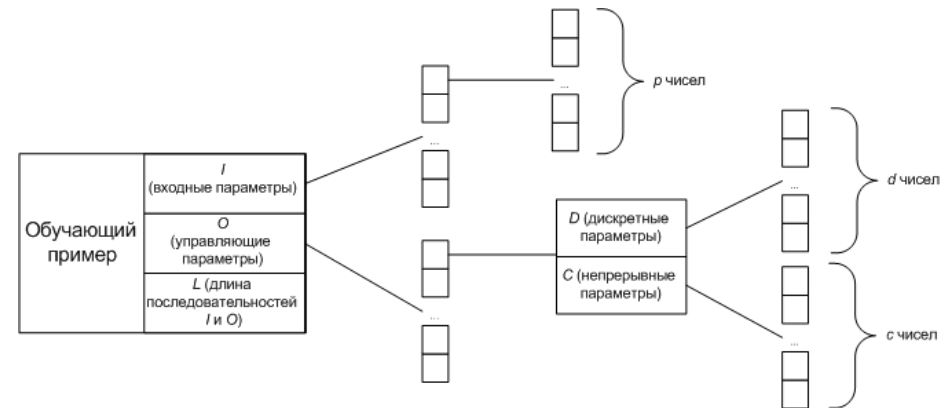 Обучающий
пример
I
(входные параметры)
O
(управляющие
параметры)
L (длина
последовательностей
I и O)
...
...
...
p чисел
D (дискретные
параметры)
C (непрерывные
параметры)
...
d чисел
...
c чисел